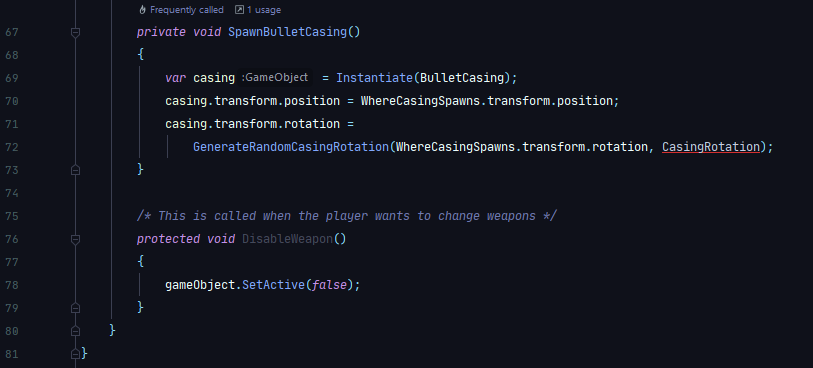 Frequently called 1 usage
67 private void SpawnBulletCasing()
68 {
69 var casing :GameObject = Instantiate(BulletCasing);
70 casing.transform.position = WhereCasingSpawns.transform.position;
71 casing.transform.rotation =
72 GenerateRandomCasingRotation(WhereCasingSpawns.transform.rotation, CasingRotation);
73 }
74
75 /* This is called when the player wants to change weapons */
76 protected void DisableWeapon()
77 {
78 gameObject.SetActive(false);
79 }
80 }
81 }